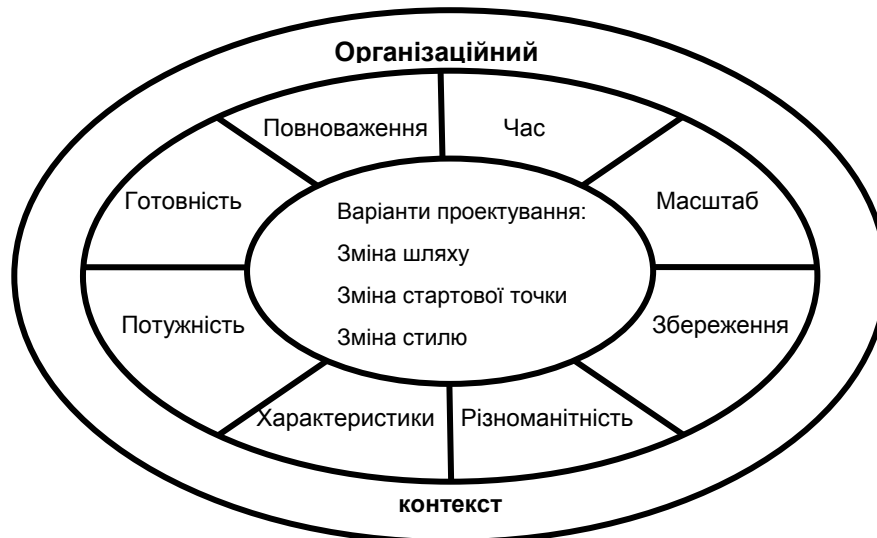 Організаційний
Повноваження
Час
Готовність
Масштаб
Варіанти проектування:
Зміна шляху
Зміна стартової точки
Зміна стилю
Потужність
Збереження
Характеристики
Різноманітність
контекст